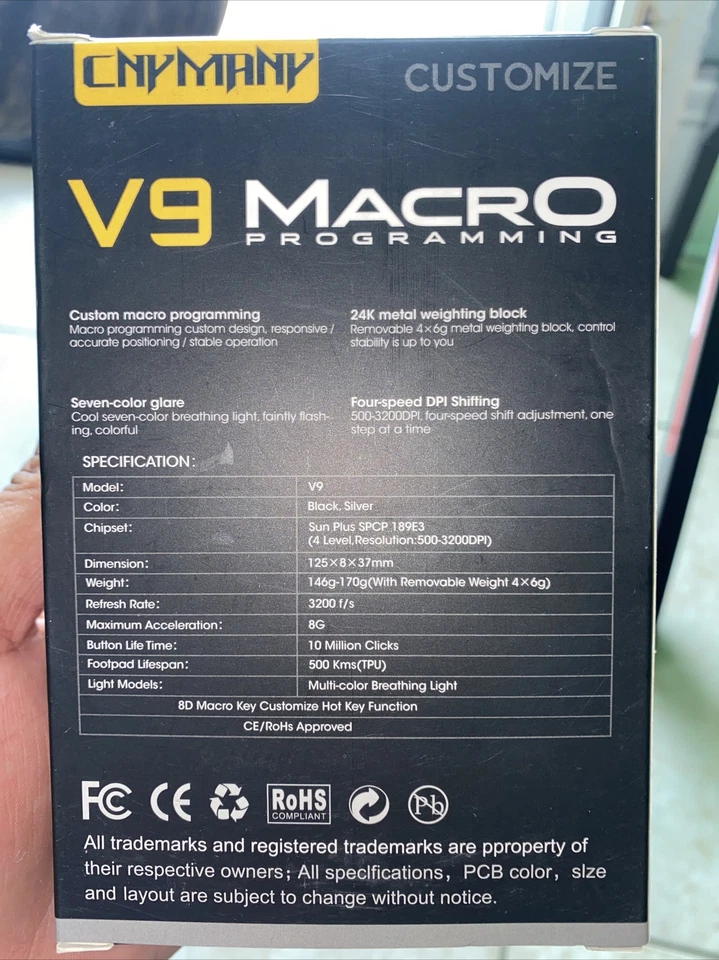 CNYMANY
CUSTOMIZE
V9 MACRO
PROGRAMMING
Custom macro programming
Macro programming custom design, responsive /
accurate positioning / stable operation
24K metal weighting block
Removable 4×6g metal weighting block, control
stability is up to you
Seven-color glare
Cool seven-color breathing light, faintly flash-
ing, colorful
Four-speed DPI Shifting
500-3200DPI, four-speed shift adjustment, one
step at a time
SPECIFICATION:
Model: V9
Color: Black, Silver
Chipset: Sun Plus SPCP 189E3
(4 Level,Resolution:500-3200DPI)
Dimension: 125×8×37mm
Weight: 146g-170g(With Removable Weight 4×6g)
Refresh Rate: 3200 f/s
Maximum Acceleration: 8G
Button Life Time: 10 Million Clicks
Footpad Lifespan: 500 Kms(TPU)
Light Models: Multi-color Breathing Light
8D Macro Key Customize Hot Key Function
CE/RoHs Approved
FC CE RoHS
COMPLIANT
Pb
All trademarks and registered trademarks are pproperty of
their respective owners; All speclflcations, PCB color, slze
and layout are subject to change without notice.